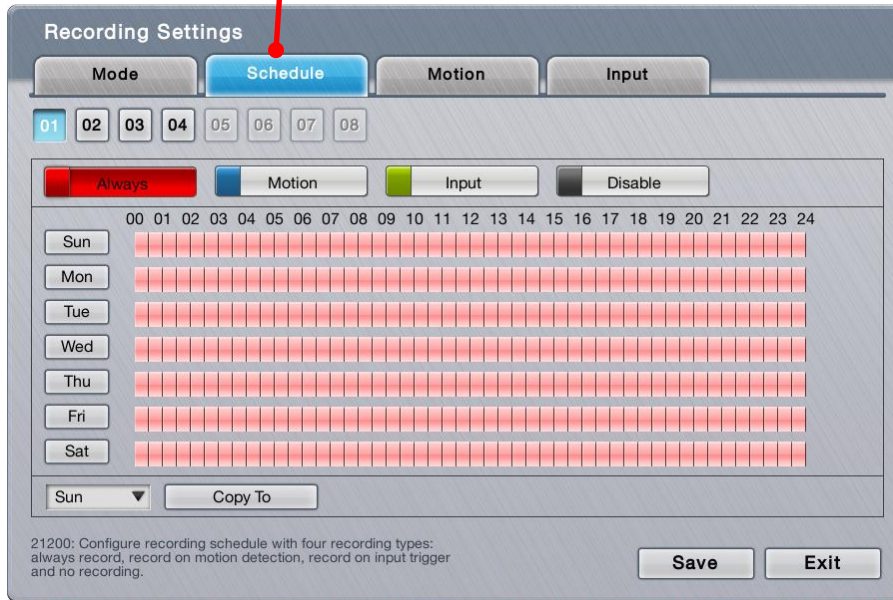 Recording Settings
Mode Schedule Motion Input
01 02 03 04 05 06 07 08
Always Motion Input Disable
00 01 02 03 04 05 06 07 08 09 10 11 12 13 14 15 16 17 18 19 20 21 22 23 24
Sun
Mon
Tue
Wed
Thu
Fri
Sat
Sun Copy To
21200: Configure recording schedule with four recording types:
always record, record on motion detection, record on input trigger
and no recording.
Save Exit